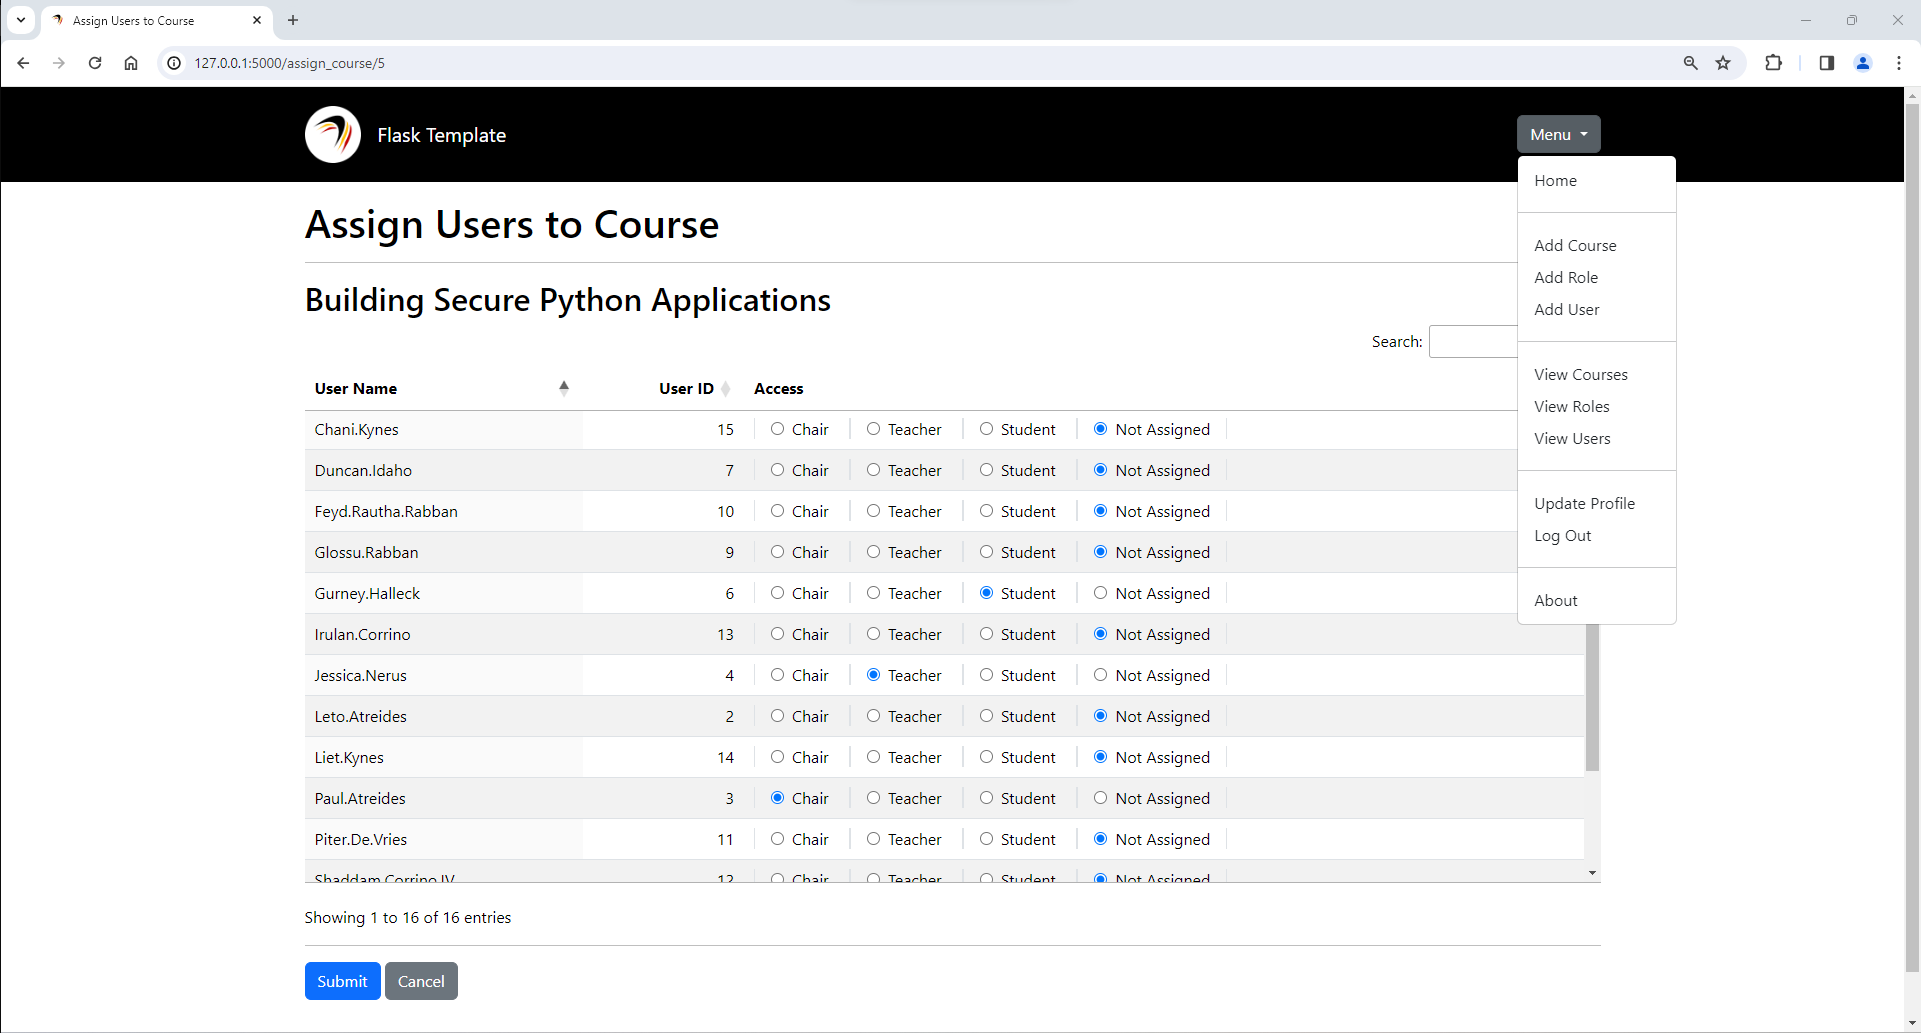 Assign Users to Course
127.0.0.1:5000/assign_course/5
Flask Template
Menu
Home
Add Course
Add Role
Add User
View Courses
View Roles
View Users
Update Profile
Log Out
About
Assign Users to Course
Building Secure Python Applications
Search:
User Name User ID Access
Chani.Kynes 15 Chair Teacher Student Not Assigned
Duncan.Idaho 7 Chair Teacher Student Not Assigned
Feyd.Rautha.Rabban 10 Chair Teacher Student Not Assigned
Glossu.Rabban 9 Chair Teacher Student Not Assigned
Gurney.Halleck 6 Chair Teacher Student Not Assigned
Irulan.Corrino 13 Chair Teacher Student Not Assigned
Jessica.Nerus 4 Chair Teacher Student Not Assigned
Leto.Atreides 2 Chair Teacher Student Not Assigned
Liet.Kynes 14 Chair Teacher Student Not Assigned
Paul.Atreides 3 Chair Teacher Student Not Assigned
Piter.De.Vries 11 Chair Teacher Student Not Assigned
Shaddam.Corrino.IV 12 Chair Teacher Student Not Assigned
Showing 1 to 16 of 16 entries
Submit Cancel